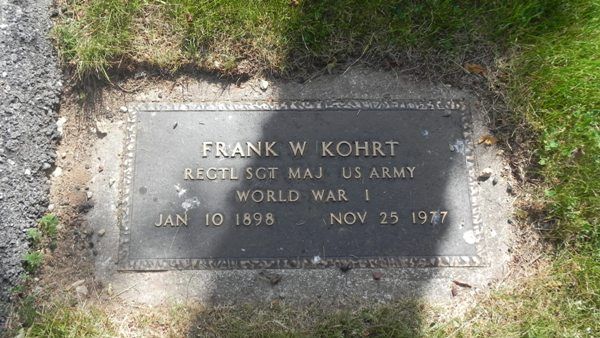 FRANK W KOHRT
REGTL SGT MAJ US ARMY
WORLD WAR I
JAN 10 1898 NOV 25 1977